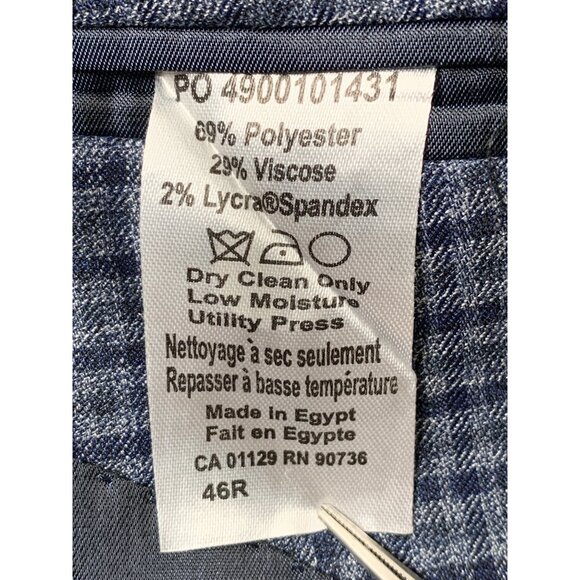 PO 4900101431
69% Polyester
29% Viscose
2% Lycra®Spandex
Dry Clean Only
Low Moisture
Utility Press
Nettoyage à sec seulement
Repasser à basse température
Made in Egypt
Fait en Egypte
CA 01129 RN 90736
46R